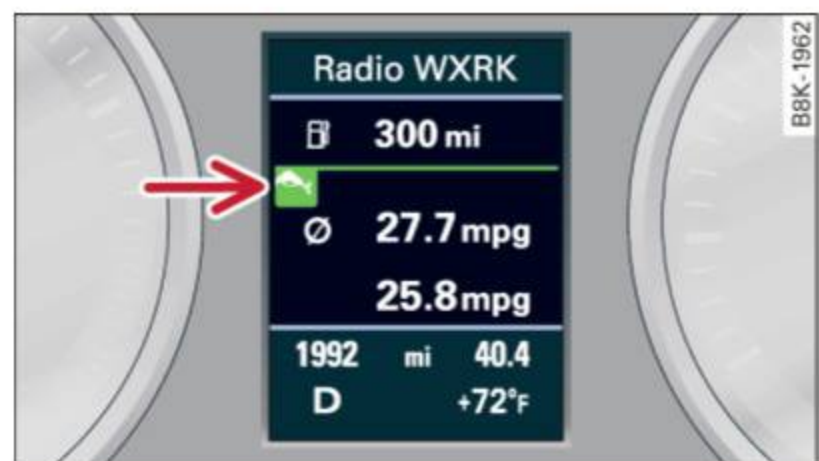 Radio WXRK
300 mi
Ø 27.7 mpg
25.8 mpg
1992 mi 40.4
D +72°F
B8K-1962